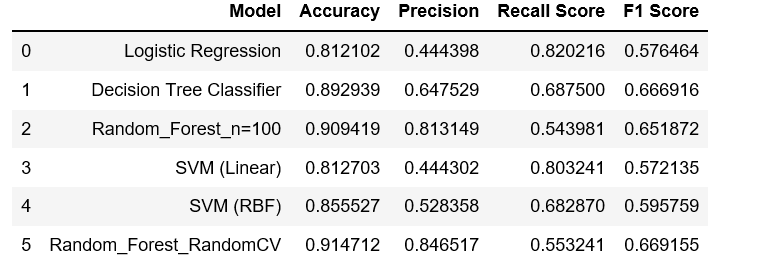 Model Accuracy Precision Recall Score F1 Score
0 Logistic Regression 0.812102 0.444398 0.820216 0.576464
1 Decision Tree Classifier 0.892939 0.647529 0.687500 0.666916
2 Random_Forest_n=100 0.909419 0.813149 0.543981 0.651872
3 SVM (Linear) 0.812703 0.444302 0.803241 0.572135
4 SVM (RBF) 0.855527 0.528358 0.682870 0.595759
5 Random_Forest_RandomCV 0.914712 0.846517 0.553241 0.669155